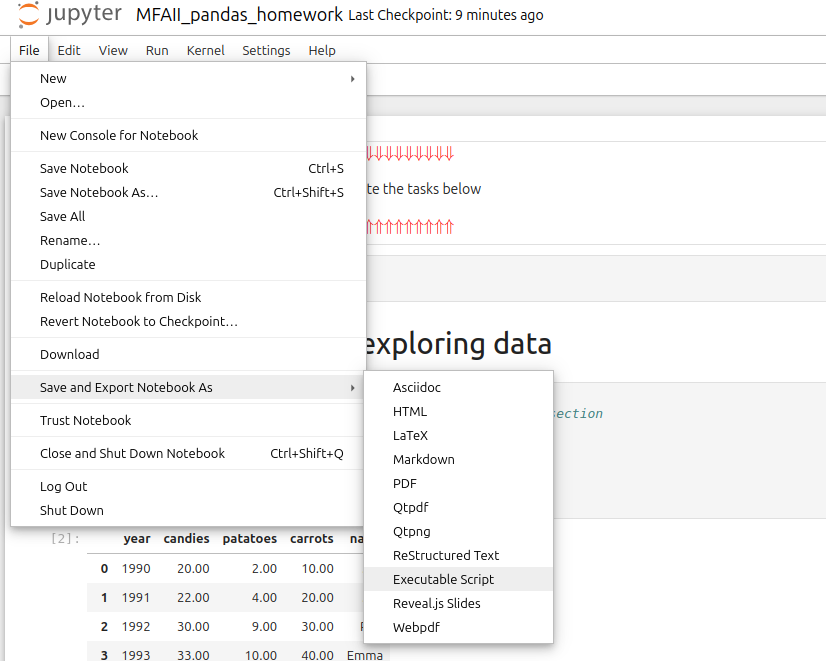 jupyter MFAII_pandas_homework Last Checkpoint: 9 minutes ago
File Edit View Run Kernel Settings Help
New
Open…
New Console for Notebook
Save Notebook Ctrl+S
Save Notebook As… Ctrl+Shift+S
Save All
Rename…
Duplicate
Reload Notebook from Disk
Revert Notebook to Checkpoint…
Download
Save and Export Notebook As
Trust Notebook
Close and Shut Down Notebook Ctrl+Shift+Q
Log Out
Shut Down
Asciidoc
HTML
LaTeX
Markdown
PDF
Qtpdf
Qtpng
ReStructured Text
Executable Script
Reveal.js Slides
Webpdf
⇓⇓⇓⇓⇓⇓⇓⇓⇓
te the tasks below
⇑⇑⇑⇑⇑⇑⇑⇑⇑
exploring data
section
[2]:
year candies patatoes carrots na
0 1990 20.00 2.00 10.00
1 1991 22.00 4.00 20.00
2 1992 30.00 9.00 30.00
3 1993 33.00 10.00 40.00 Emma